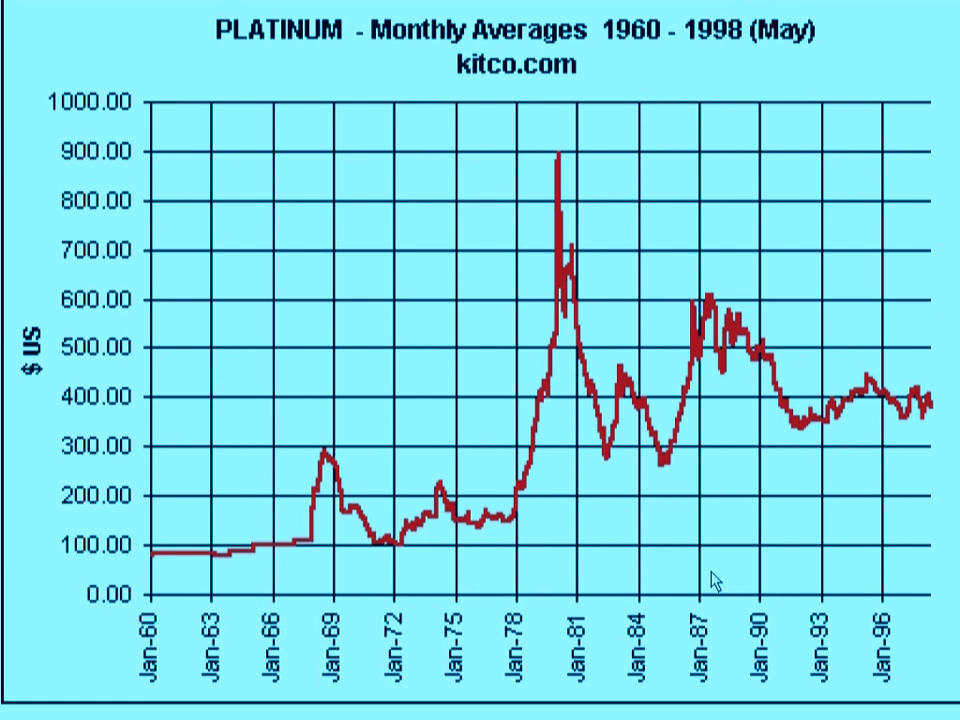 PLATINUM - Monthly Averages 1960 - 1998 (May)
kitco.com
1000.00
900.00
800.00
700.00
600.00
500.00
400.00
300.00
200.00
100.00
0.00
$ US
Jan-60
Jan-63
Jan-66
Jan-69
Jan-72
Jan-75
Jan-78
Jan-81
Jan-84
Jan-87
Jan-90
Jan-93
Jan-96